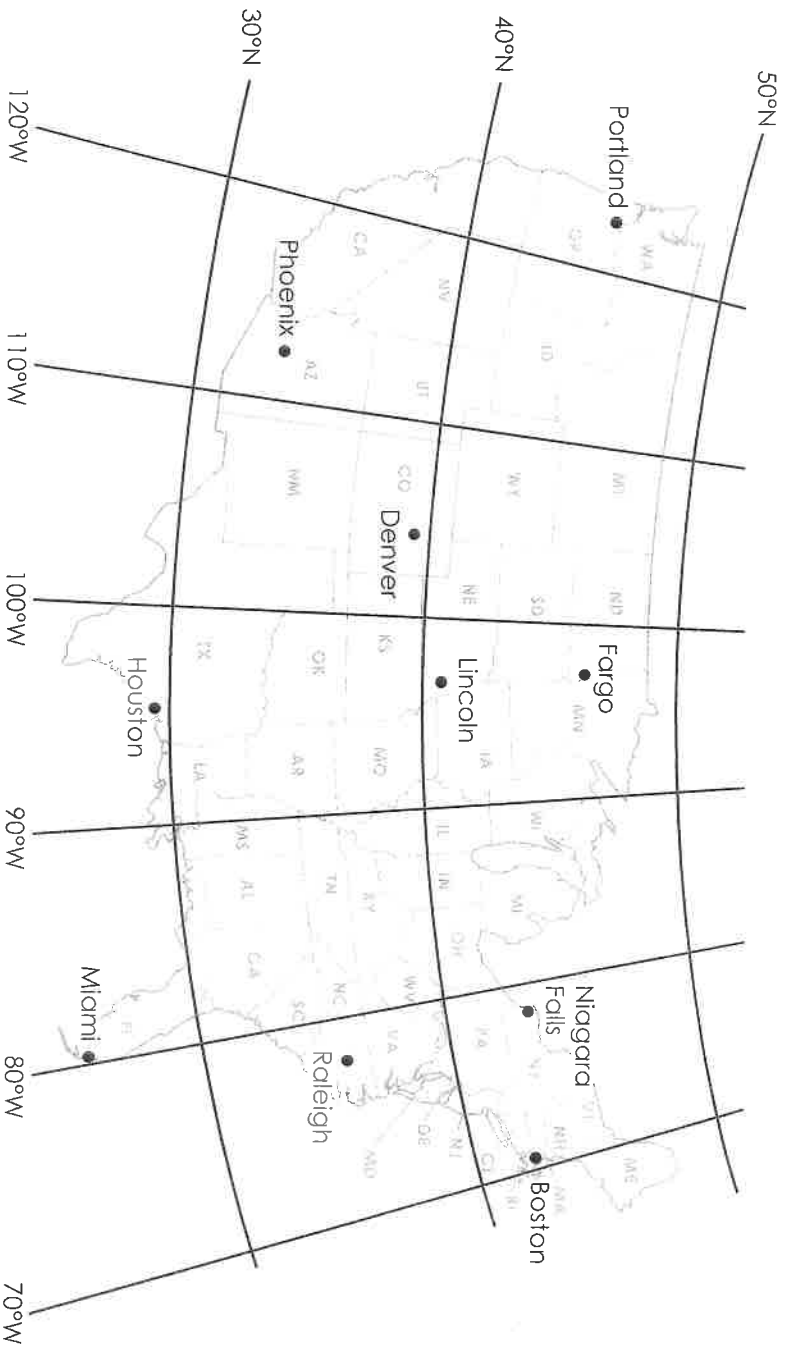 50°N
40°N
30°N
120°W
110°W
100°W
90°W
80°W
70°W
Portland
Phoenix
Denver
Fargo
Lincoln
Houston
Niagara
Falls
Boston
Raleigh
Miami
WA
OR
CA
NV
ID
UT
AZ
MT
WY
CO
NM
ND
SD
NE
KS
OK
TX
MN
IA
MO
AR
LA
WI
IL
MS
MI
IN
KY
TN
AL
OH
GA
FL
WV
VA
NC
SC
PA
NY
VT
NH
ME
MA
RI
CT
NJ
DE
MD